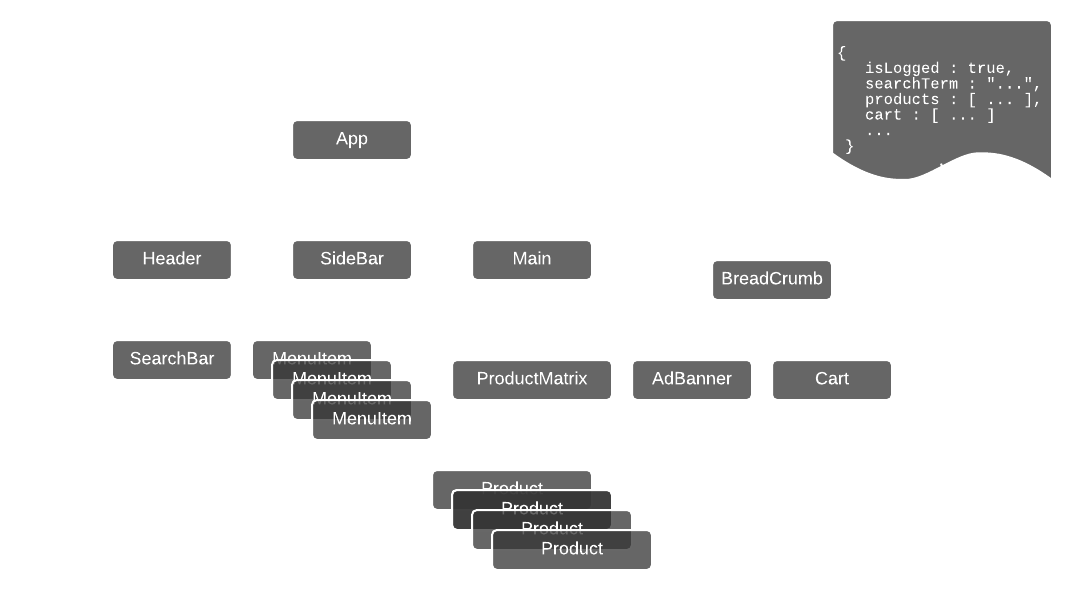 {
isLogged : true,
searchTerm : "...",
products : [ ... ],
cart : [ ... ]
...
}
App
Header
SideBar
Main
BreadCrumb
SearchBar
MenuItem
MenuItem
MenuItem
MenuItem
ProductMatrix
AdBanner
Cart
Product
Product
Product
Product